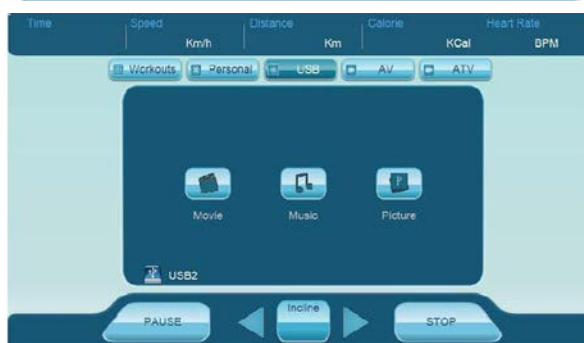 Time Speed Distance Calorie Heart Rate
Km/h Km KCal BPM
Workouts Personal USB AV ATV
Movie Music Picture
USB2
PAUSE Incline STOP